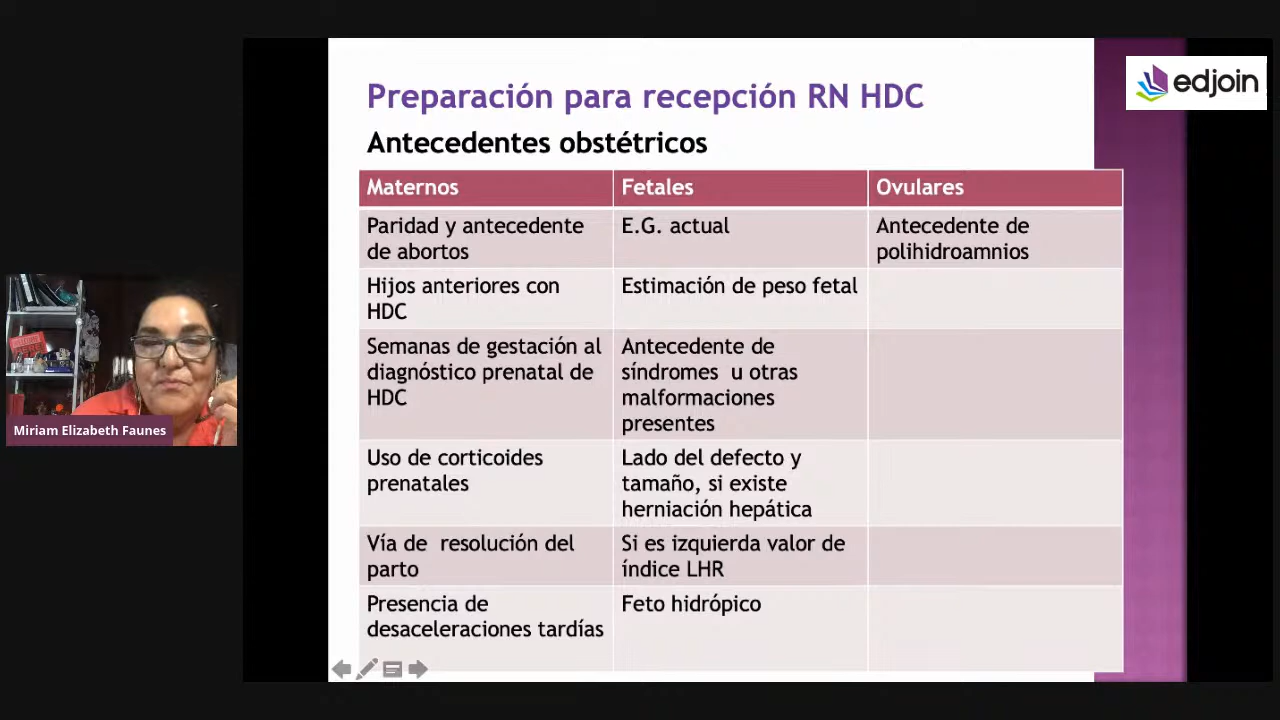 edjoin
Preparación para recepción RN HDC
Antecedentes obstétricos
Maternos
Fetales
Ovulares
Paridad y antecedente
de abortos
E.G. actual
Antecedente de
polihidroamnios
Hijos anteriores con
HDC
Estimación de peso fetal
Semanas de gestación al
diagnóstico prenatal de
HDC
Antecedente de
síndromes u otras
malformaciones
presentes
Uso de corticoides
prenatales
Lado del defecto y
tamaño, si existe
herniación hepática
Vía de resolución del
parto
Si es izquierda valor de
índice LHR
Presencia de
desaceleraciones tardías
Feto hidrópico
Miriam Elizabeth Faunes